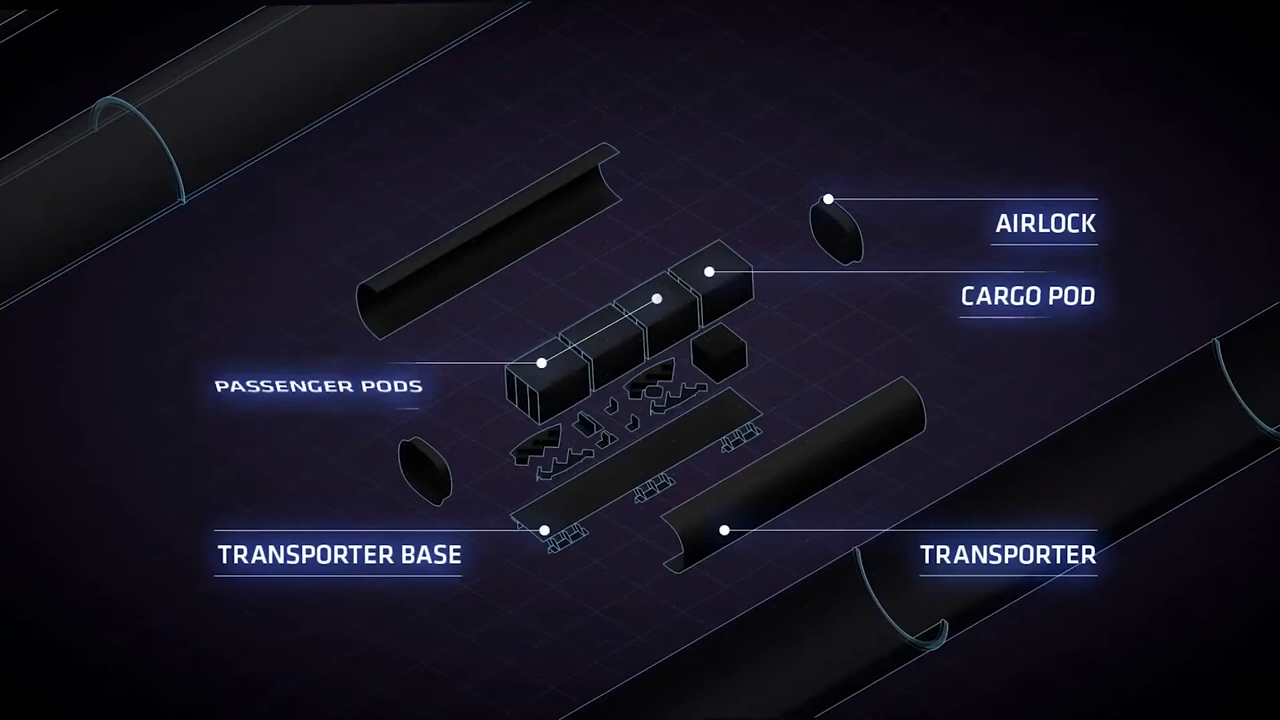 AIRLOCK
CARGO POD
PASSENGER PODS
TRANSPORTER BASE
TRANSPORTER